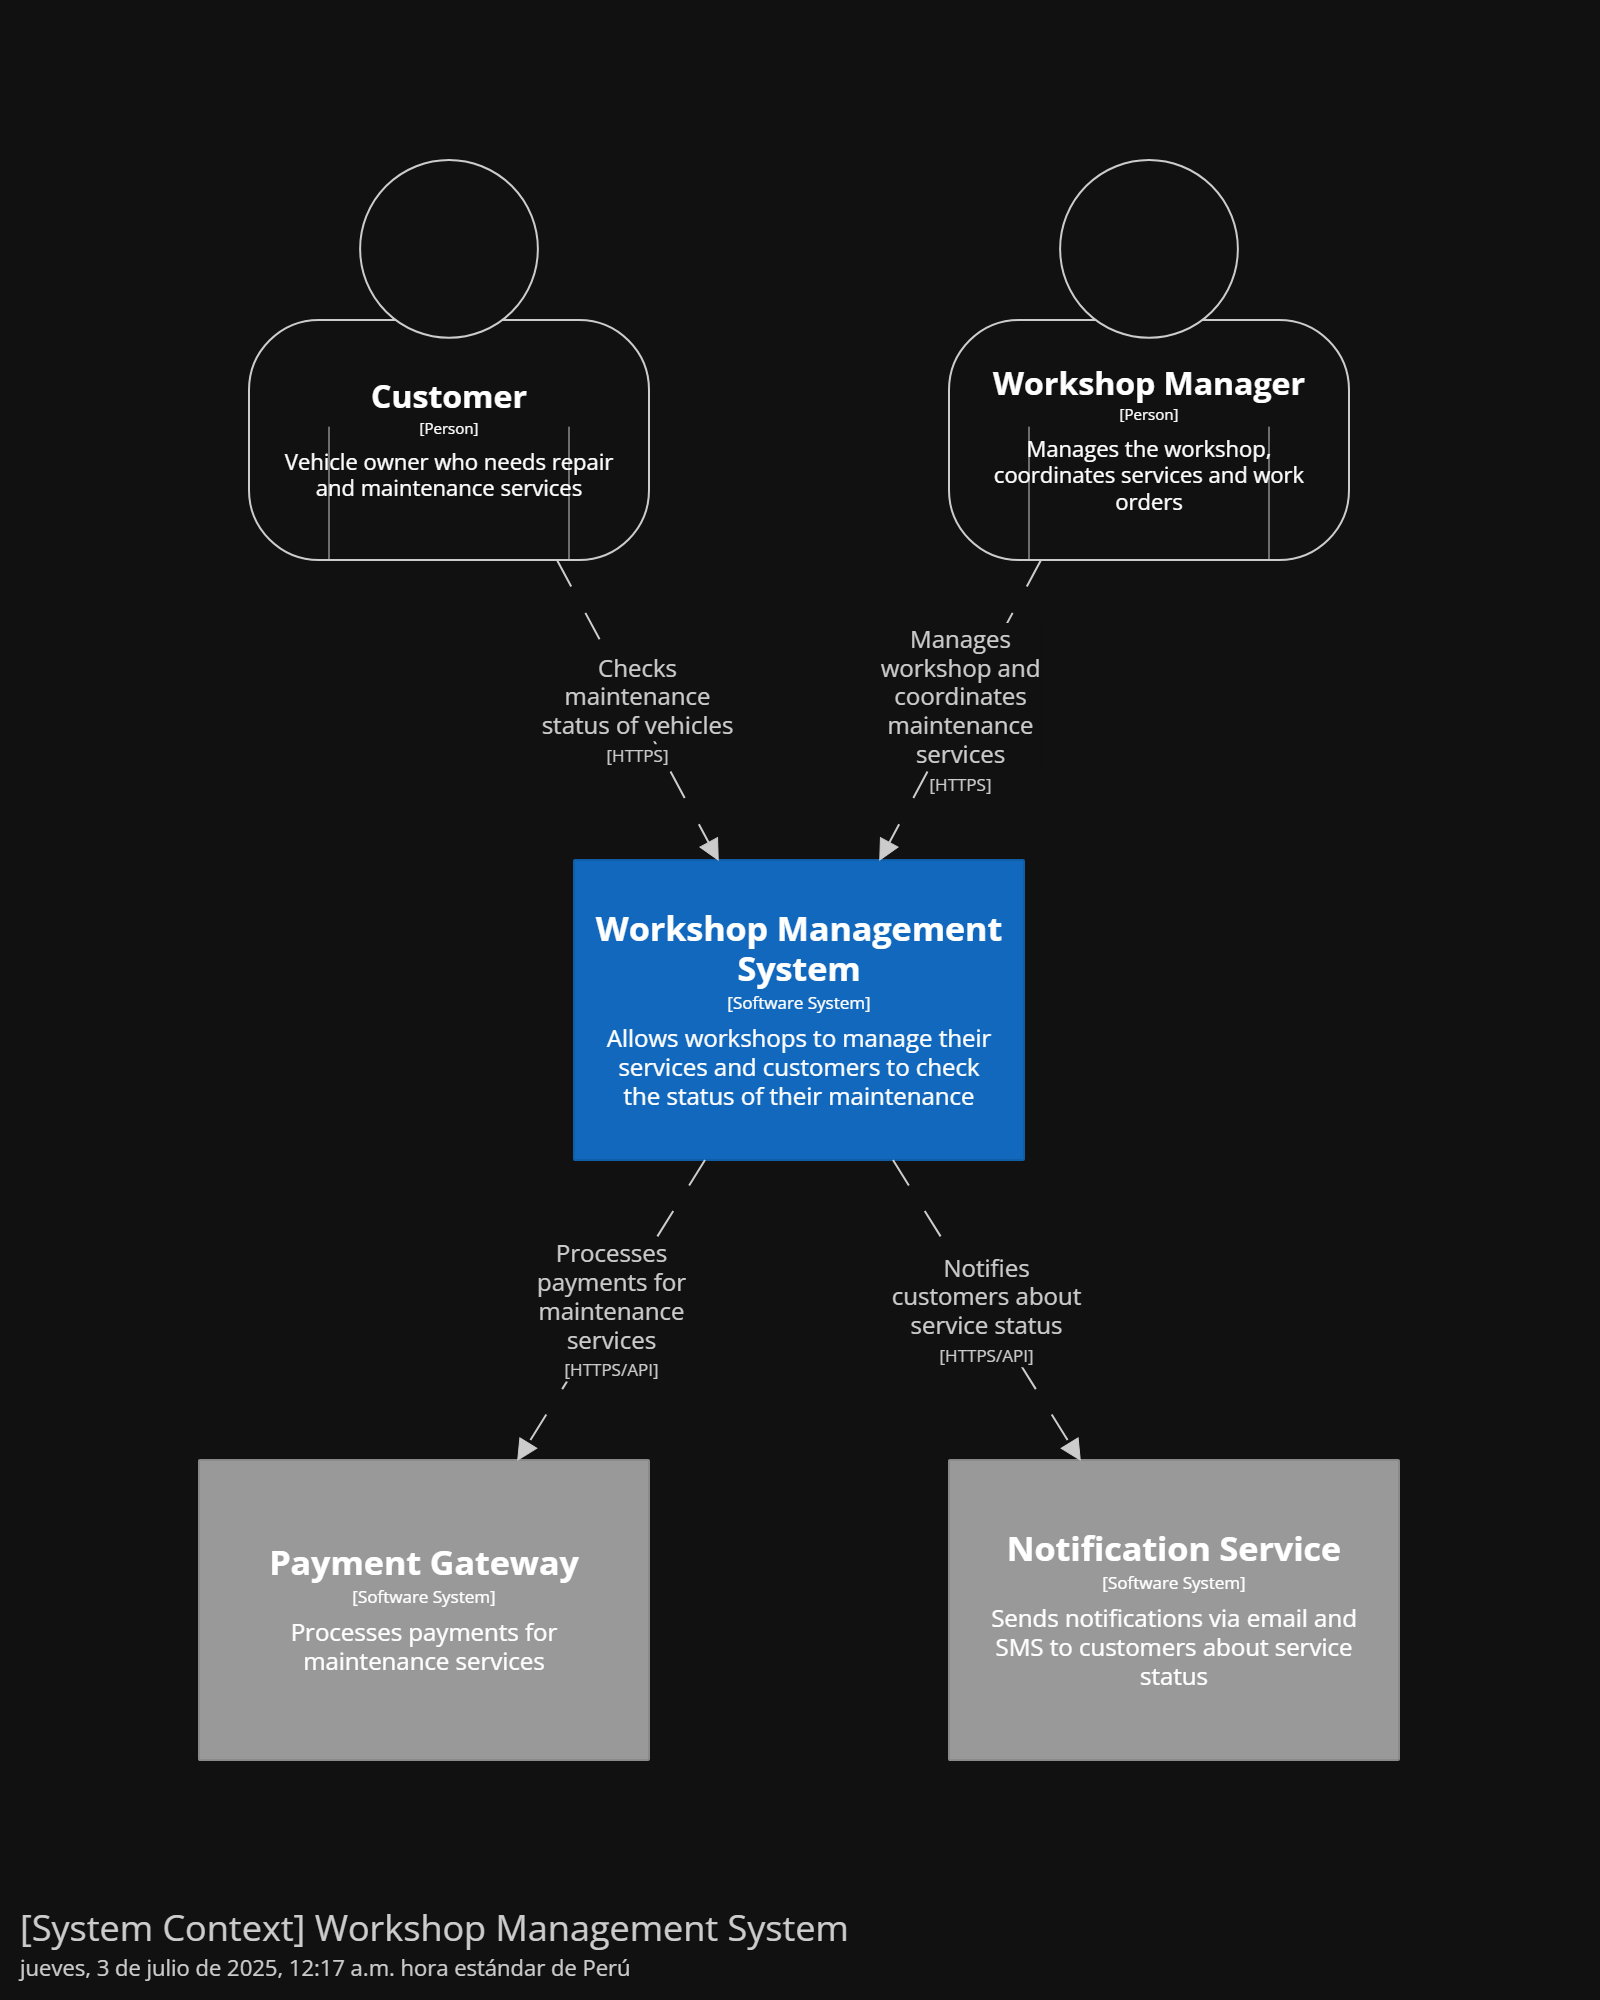 Customer
[Person]
Vehicle owner who needs repair
and maintenance services
Workshop Manager
[Person]
Manages the workshop,
coordinates services and work
orders
Checks
maintenance
status of vehicles
[HTTPS]
Manages
workshop and
coordinates
maintenance
services
[HTTPS]
Workshop Management
System
[Software System]
Allows workshops to manage their
services and customers to check
the status of their maintenance
Processes
payments for
maintenance
services
[HTTPS/API]
Notifies
customers about
service status
[HTTPS/API]
Payment Gateway
[Software System]
Processes payments for
maintenance services
Notification Service
[Software System]
Sends notifications via email and
SMS to customers about service
status
[System Context] Workshop Management System
jueves, 3 de julio de 2025, 12:17 a.m. hora estándar de Perú